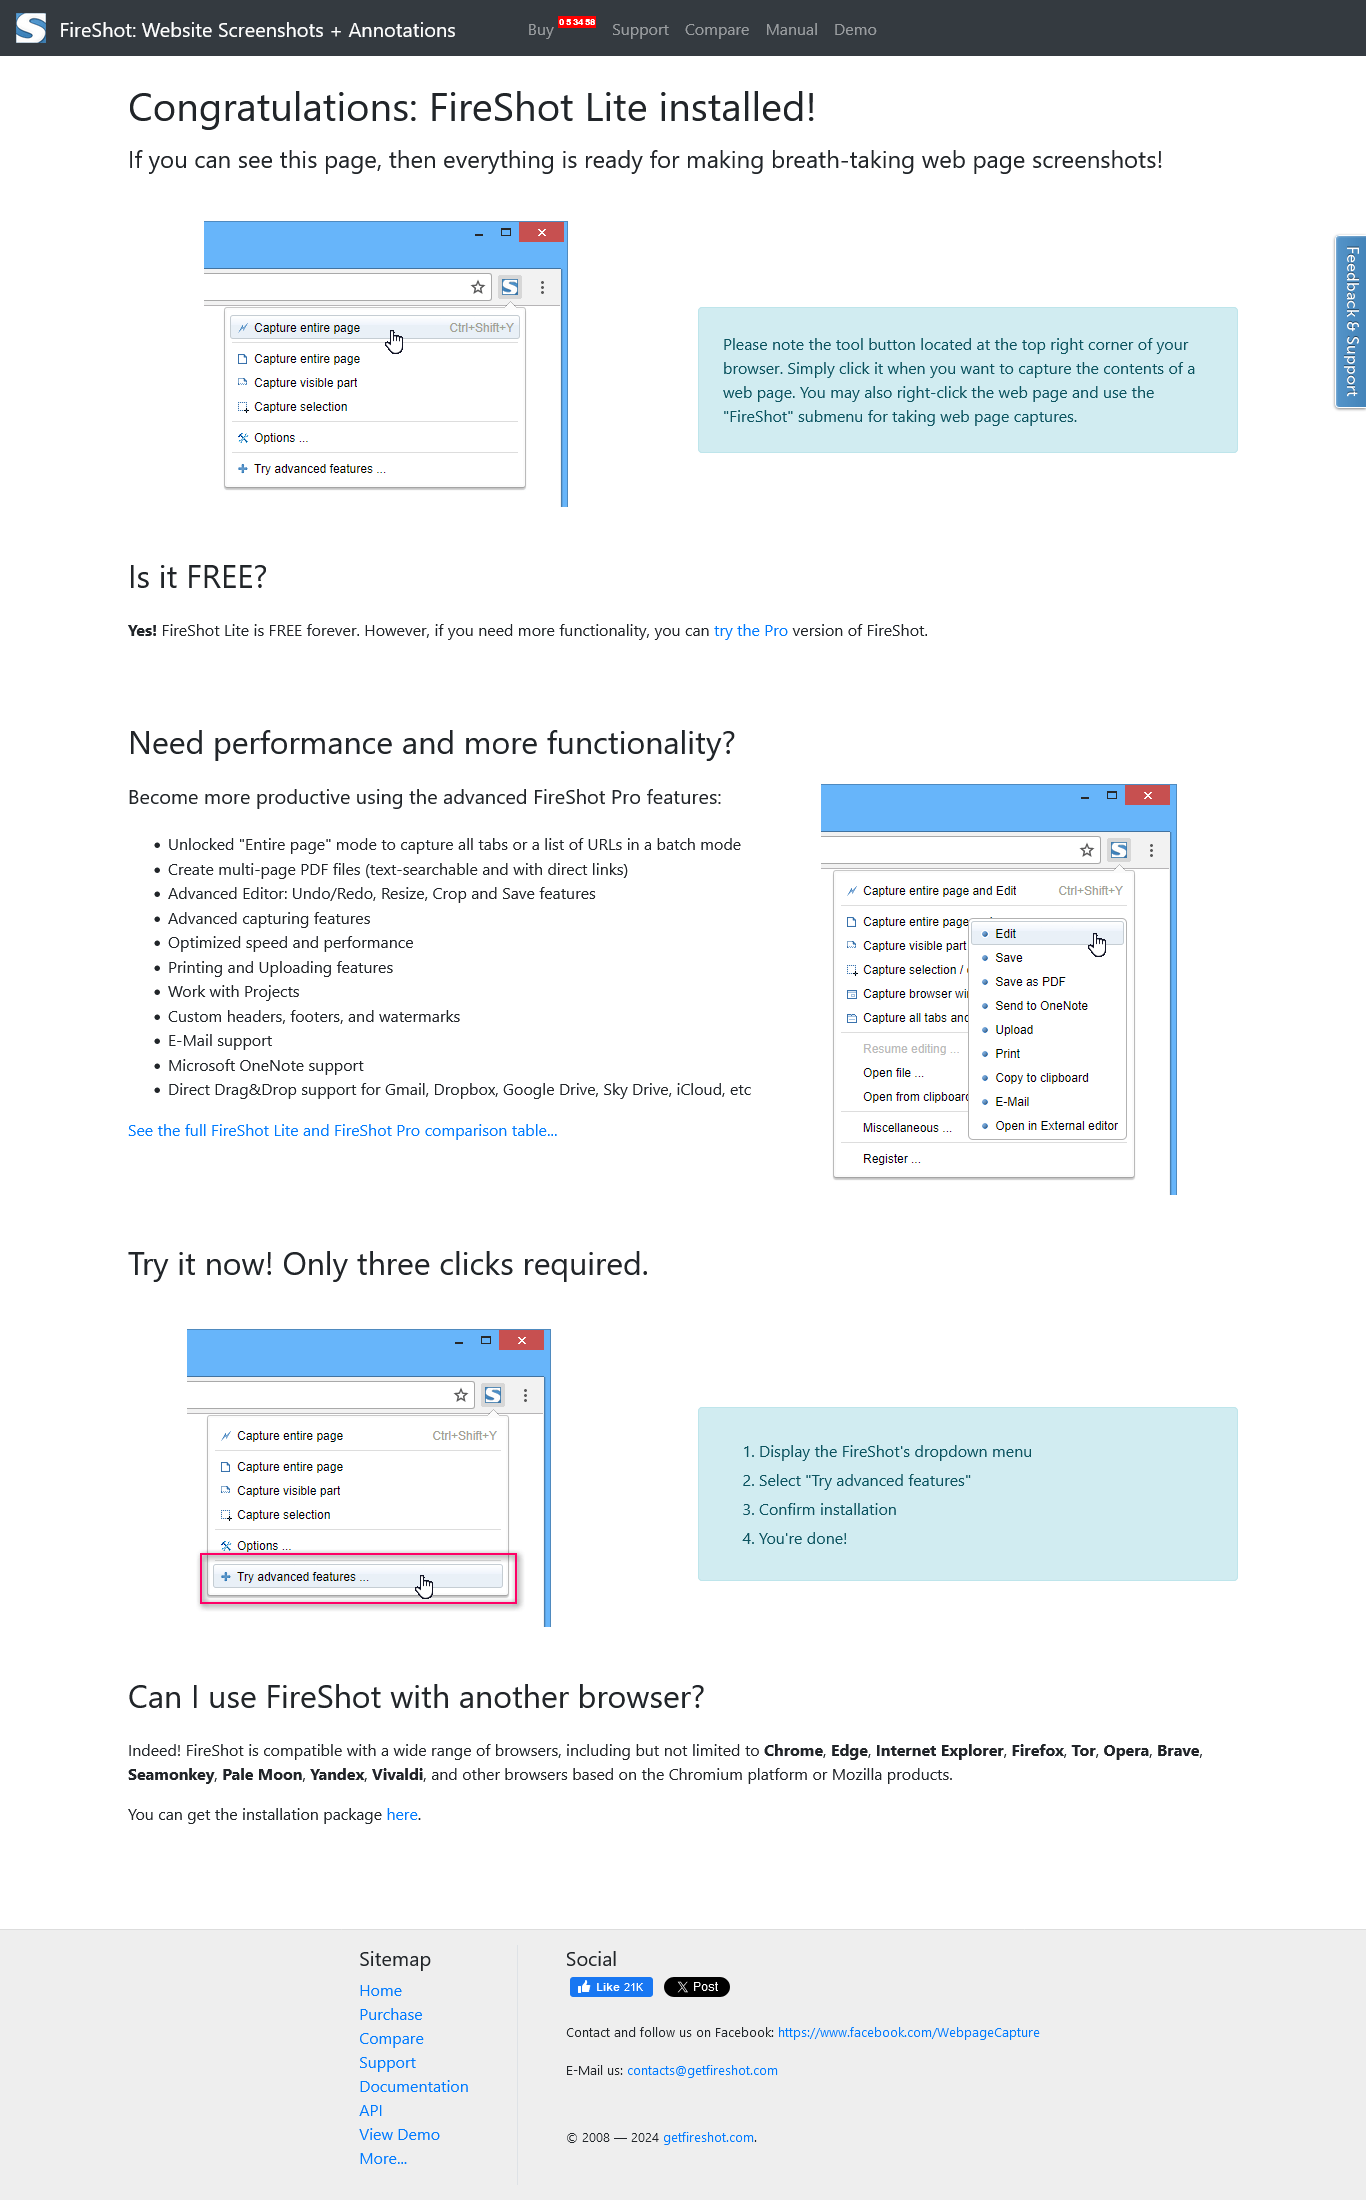 FireShot: Website Screenshots + Annotations
Buy
0 5 34 58
Support
Compare
Manual
Demo
Congratulations: FireShot Lite installed!
If you can see this page, then everything is ready for making breath-taking web page screenshots!
Feedback & Support
Capture entire page Ctrl+Shift+Y
Capture entire page
Capture visible part
Capture selection
Options ...
Try advanced features ...
Please note the tool button located at the top right corner of your
browser. Simply click it when you want to capture the contents of a
web page. You may also right-click the web page and use the
"FireShot" submenu for taking web page captures.
Is it FREE?
Yes! FireShot Lite is FREE forever. However, if you need more functionality, you can try the Pro version of FireShot.
Need performance and more functionality?
Become more productive using the advanced FireShot Pro features:
• Unlocked "Entire page" mode to capture all tabs or a list of URLs in a batch mode
• Create multi-page PDF files (text-searchable and with direct links)
• Advanced Editor: Undo/Redo, Resize, Crop and Save features
• Advanced capturing features
• Optimized speed and performance
• Printing and Uploading features
• Work with Projects
• Custom headers, footers, and watermarks
• E-Mail support
• Microsoft OneNote support
• Direct Drag&Drop support for Gmail, Dropbox, Google Drive, Sky Drive, iCloud, etc
See the full FireShot Lite and FireShot Pro comparison table...
Capture entire page and Edit Ctrl+Shift+Y
Capture entire page
Capture visible part
Capture selection /
Capture browser wi
Capture all tabs and
Resume editing ...
Open file ...
Open from clipboard
Miscellaneous ...
Register ...
Edit
Save
Save as PDF
Send to OneNote
Upload
Print
Copy to clipboard
E-Mail
Open in External editor
Try it now! Only three clicks required.
Capture entire page Ctrl+Shift+Y
Capture entire page
Capture visible part
Capture selection
Options ...
Try advanced features ...
1. Display the FireShot's dropdown menu
2. Select "Try advanced features"
3. Confirm installation
4. You're done!
Can I use FireShot with another browser?
Indeed! FireShot is compatible with a wide range of browsers, including but not limited to Chrome, Edge, Internet Explorer, Firefox, Tor, Opera, Brave,
Seamonkey, Pale Moon, Yandex, Vivaldi, and other browsers based on the Chromium platform or Mozilla products.
You can get the installation package here.
Sitemap
Home
Purchase
Compare
Support
Documentation
API
View Demo
More...
Social
Like 21K
Post
Contact and follow us on Facebook: https://www.facebook.com/WebpageCapture
E-Mail us: contacts@getfireshot.com
© 2008 — 2024 getfireshot.com.